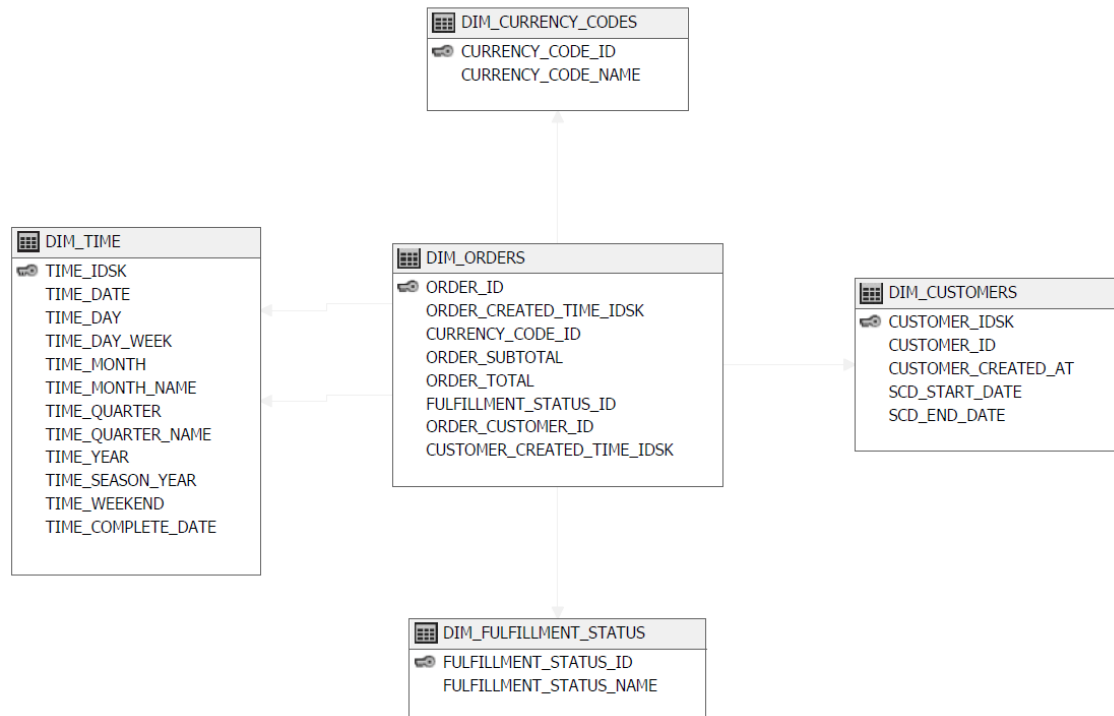 DIM_CURRENCY_CODES
CURRENCY_CODE_ID
CURRENCY_CODE_NAME
DIM_TIME
TIME_IDSK
TIME_DATE
TIME_DAY
TIME_DAY_WEEK
TIME_MONTH
TIME_MONTH_NAME
TIME_QUARTER
TIME_QUARTER_NAME
TIME_YEAR
TIME_SEASON_YEAR
TIME_WEEKEND
TIME_COMPLETE_DATE
DIM_ORDERS
ORDER_ID
ORDER_CREATED_TIME_IDSK
CURRENCY_CODE_ID
ORDER_SUBTOTAL
ORDER_TOTAL
FULFILLMENT_STATUS_ID
ORDER_CUSTOMER_ID
CUSTOMER_CREATED_TIME_IDSK
DIM_CUSTOMERS
CUSTOMER_IDSK
CUSTOMER_ID
CUSTOMER_CREATED_AT
SCD_START_DATE
SCD_END_DATE
DIM_FULFILLMENT_STATUS
FULFILLMENT_STATUS_ID
FULFILLMENT_STATUS_NAME